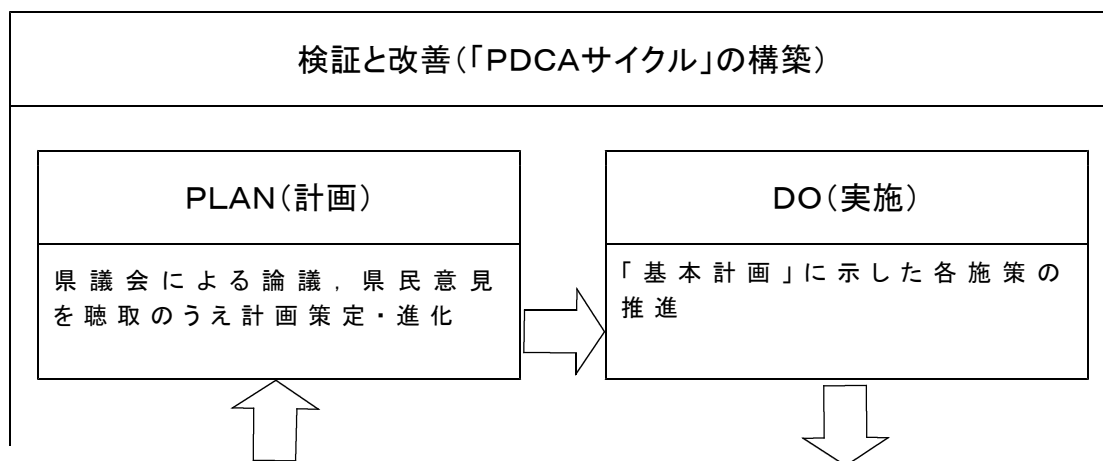 検証と改善(「PDCAサイクル」の構築)
PLAN(計画)
県議会による論議,県民意見
を聴取のうえ計画策定・進化
DO(実施)
「基本計画」に示した各施策の
推進